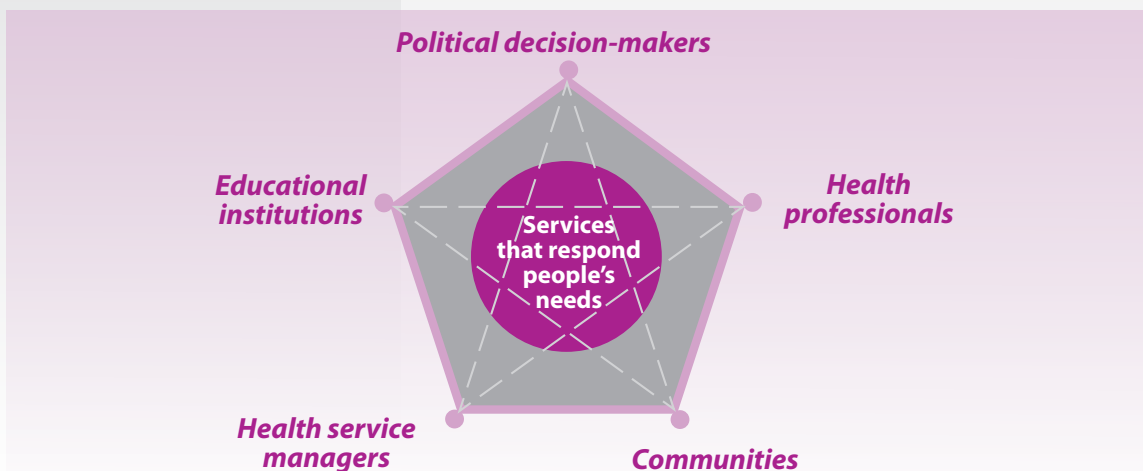 Political decision-makers
Educational
institutions
Health
professionals
Services
that respond
people's
needs
Health service
managers
Communities